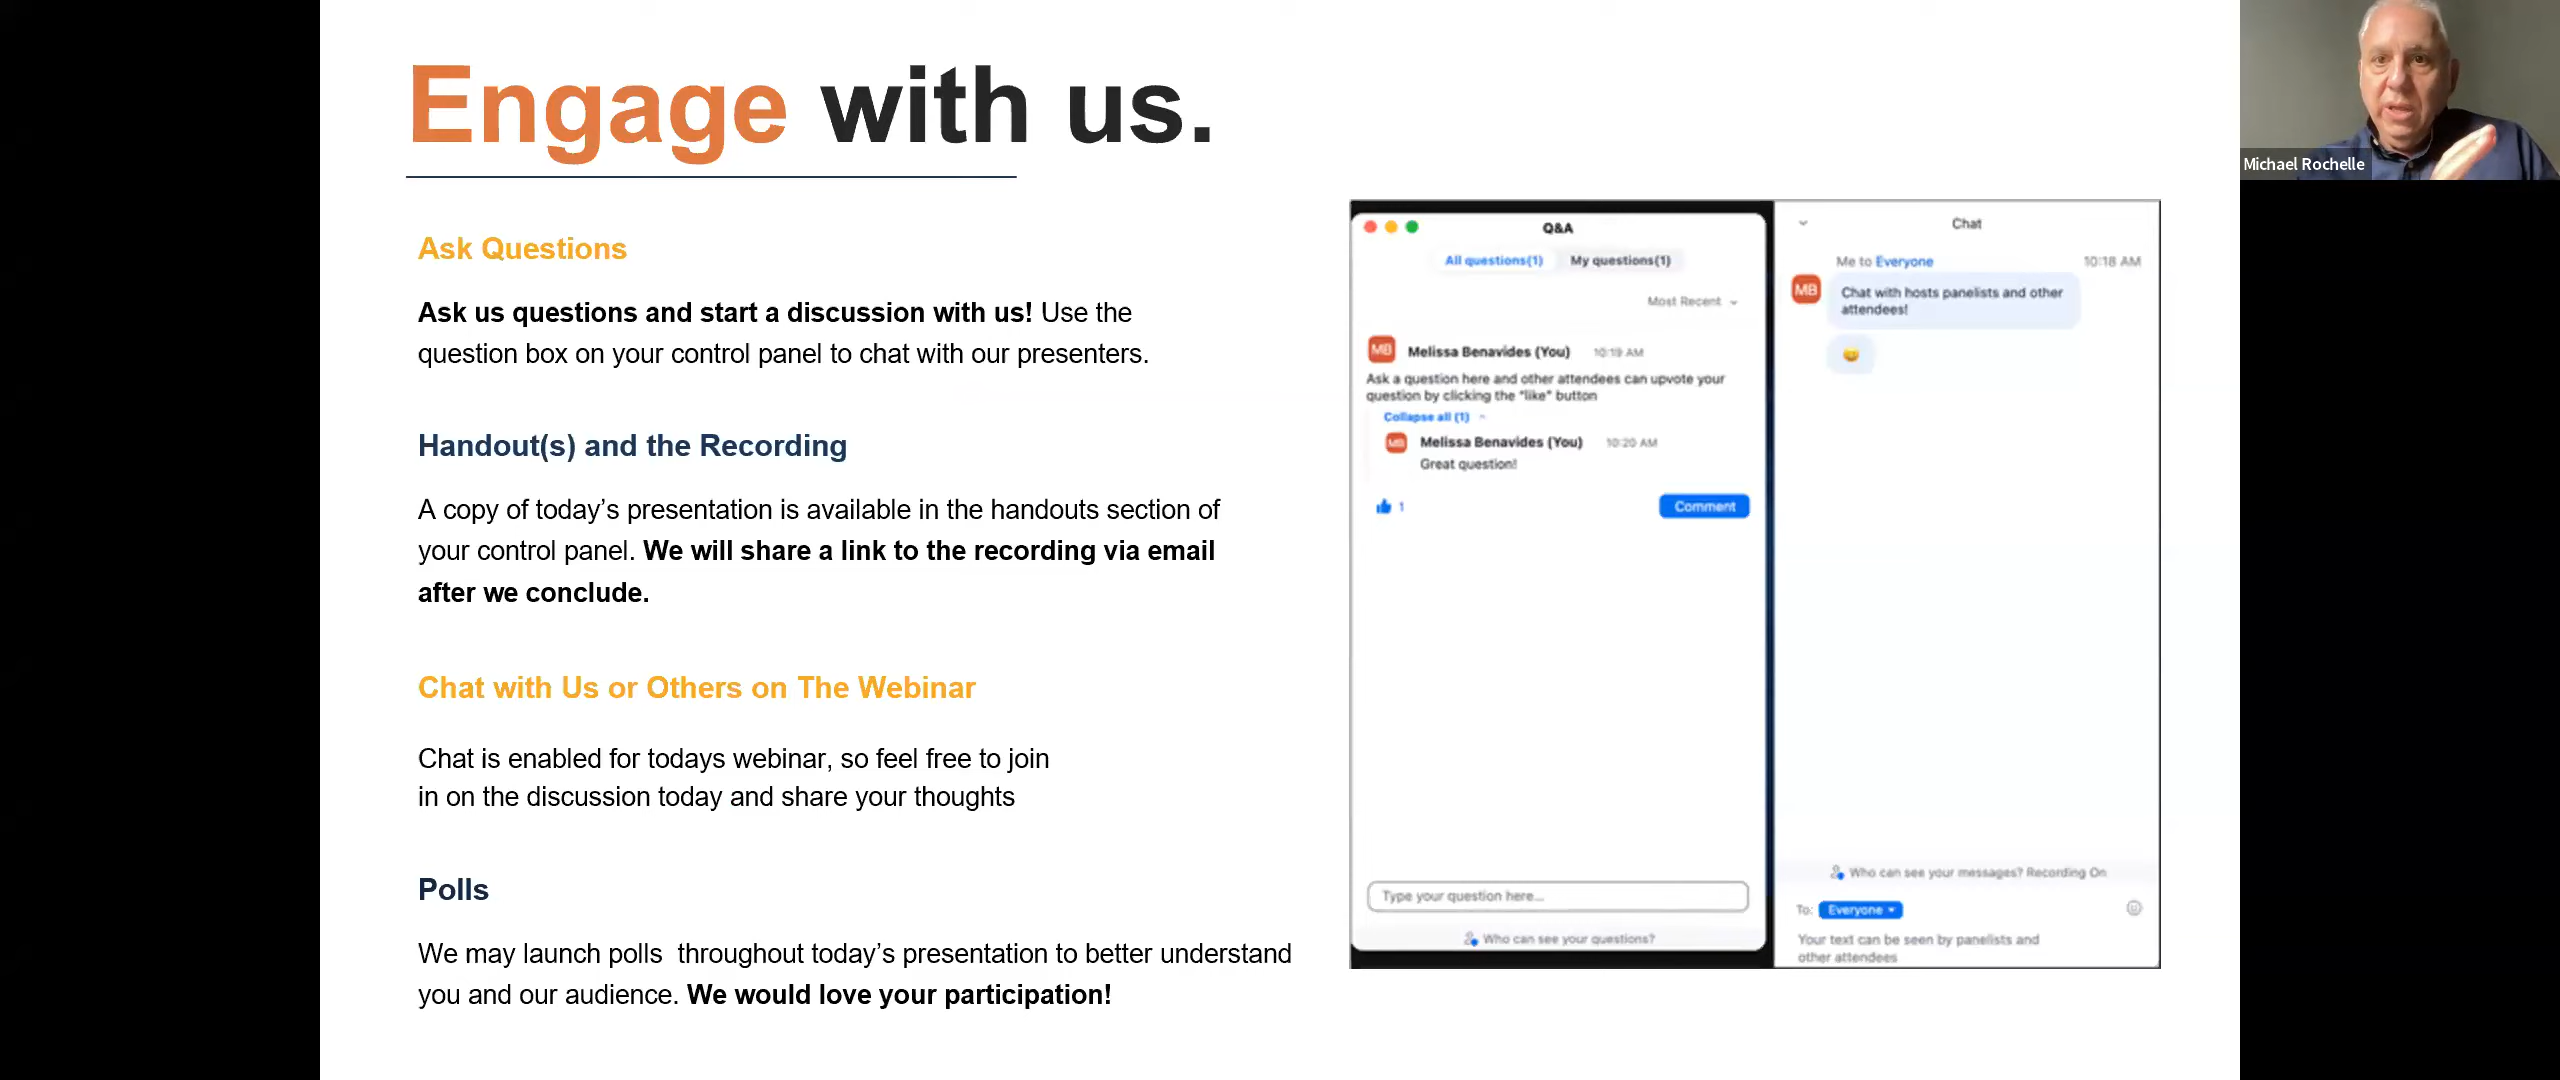 Engage with us.
Ask Questions
Ask us questions and start a discussion with us! Use the
question box on your control panel to chat with our presenters.
Handout(s) and the Recording
A copy of today’s presentation is available in the handouts section of
your control panel. We will share a link to the recording via email
after we conclude.
Chat with Us or Others on The Webinar
Chat is enabled for todays webinar, so feel free to join
in on the discussion today and share your thoughts
Polls
We may launch polls  throughout today’s presentation to better understand
you and our audience. We would love your participation!
Q&A
All questions(1) My questions(1)
Most Recent
MB Melissa Benavides (You) 10:19 AM
Ask a question here and other attendees can upvote your
question by clicking the "like" button
Collapse all (1)
MB Melissa Benavides (You) 10:20 AM
Great question!
1 Comment
Type your question here...
Who can see your questions?
Chat
Me to Everyone 10:18 AM
MB
Chat with hosts panelists and other
attendees!
Who can see your messages? Recording On
To: Everyone
Your text can be seen by panelists and
other attendees
Michael Rochelle